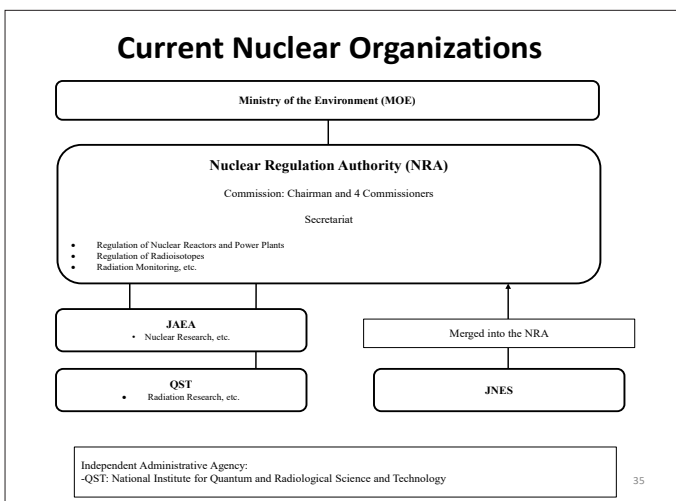 Current Nuclear Organizations
Ministry of the Environment (MOE)
Nuclear Regulation Authority (NRA)
Commission: Chairman and 4 Commissioners
Secretariat
• Regulation of Nuclear Reactors and Power Plants
• Regulation of Radioisotopes
• Radiation Monitoring, etc.
JAEA
• Nuclear Research, etc.
Merged into the NRA
QST
• Radiation Research, etc.
JNES
Independent Administrative Agency:
-QST: National Institute for Quantum and Radiological Science and Technology
35